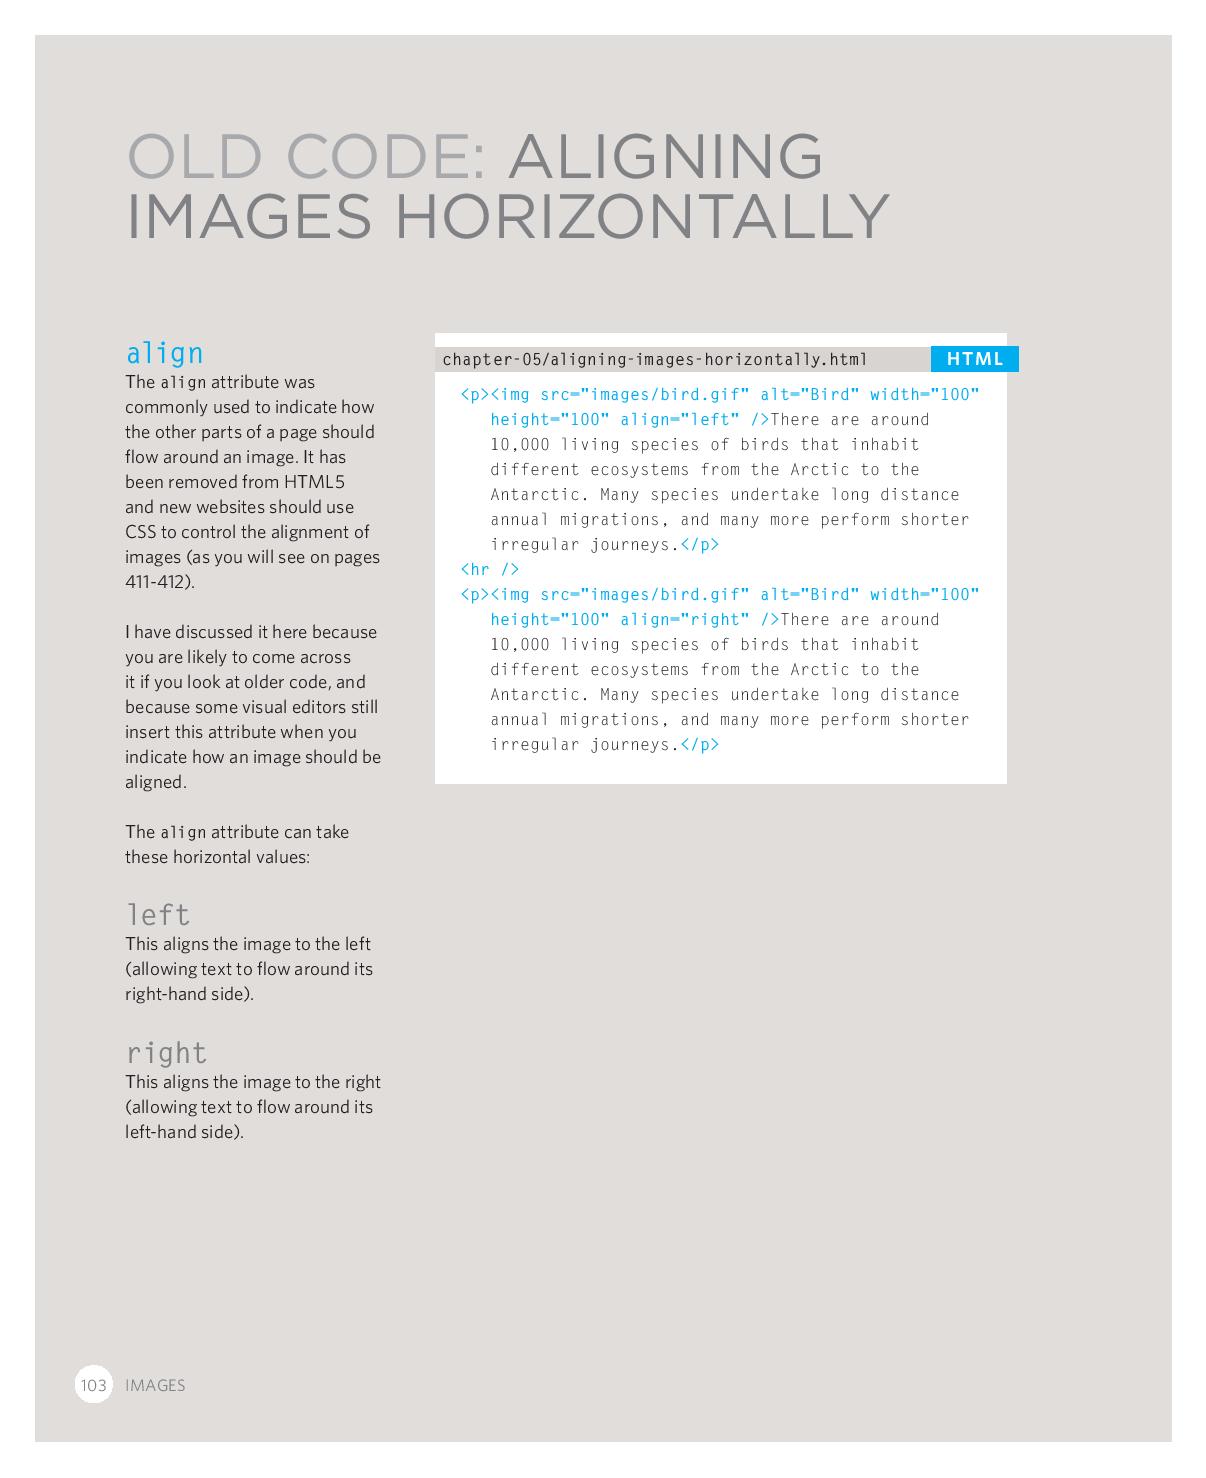 OLD CODE: ALIGNING
IMAGES HORIZONTALLY
align
The align attribute was
commonly used to indicate how
the other parts of a page should
flow around an image. It has
been removed from HTML5
and new websites should use
CSS to control the alignment of
images (as you will see on pages
411-412).
I have discussed it here because
you are likely to come across
it if you look at older code, and
because some visual editors still
insert this attribute when you
indicate how an image should be
aligned.
The align attribute can take
these horizontal values:
left
This aligns the image to the left
(allowing text to flow around its
right-hand side).
right
This aligns the image to the right
(allowing text to flow around its
left-hand side).
chapter-05/aligning-images-horizontally.html HTML
<p><img src="images/bird.gif" alt="Bird" width="100"
height="100" align="left" />There are around
10,000 living species of birds that inhabit
different ecosystems from the Arctic to the
Antarctic. Many species undertake long distance
annual migrations, and many more perform shorter
irregular journeys.</p>
<hr />
<p><img src="images/bird.gif" alt="Bird" width="100"
height="100" align="right" />There are around
10,000 living species of birds that inhabit
different ecosystems from the Arctic to the
Antarctic. Many species undertake long distance
annual migrations, and many more perform shorter
irregular journeys.</p>
103 IMAGES